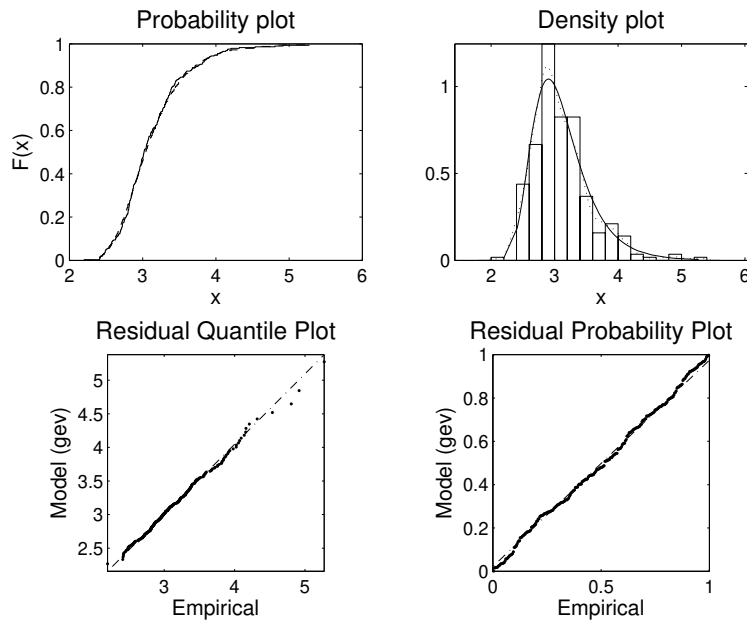 Probability plot
1
0.8
0.6
0.4
0.2
0
F(x)
2 3 4 5 6
x
Density plot
1
0.5
0
2 3 4 5 6
x
Residual Quantile Plot
5
4.5
4
3.5
3
2.5
Model (gev)
3 4 5
Empirical
Residual Probability Plot
1
0.8
0.6
0.4
0.2
0
Model (gev)
0 0.5 1
Empirical